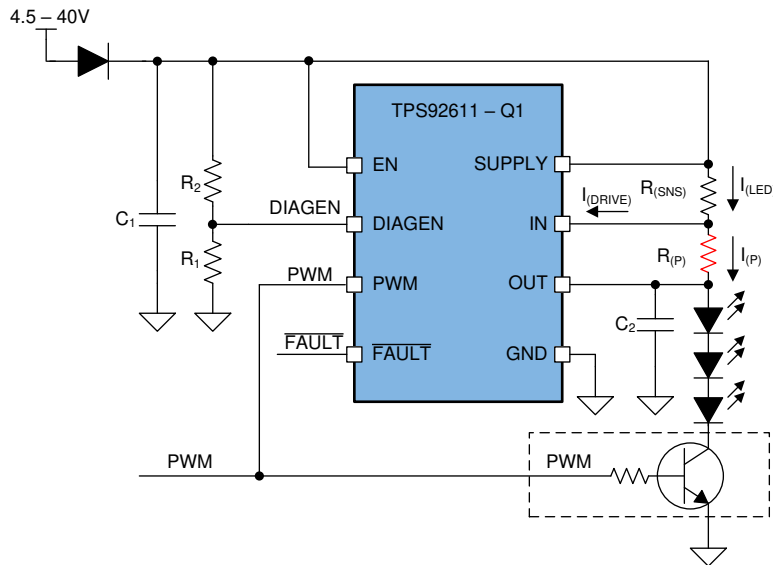 4.5 – 40V
TPS92611 – Q1
EN
SUPPLY
R2
R(SNS)
I(LED
I(DRIVE)
DIAGEN
C1
DIAGEN
IN
R1
R(P)
I(P)
PWM
PWM
OUT
C2
FAULT
FAULT
GND
PWM
PWM